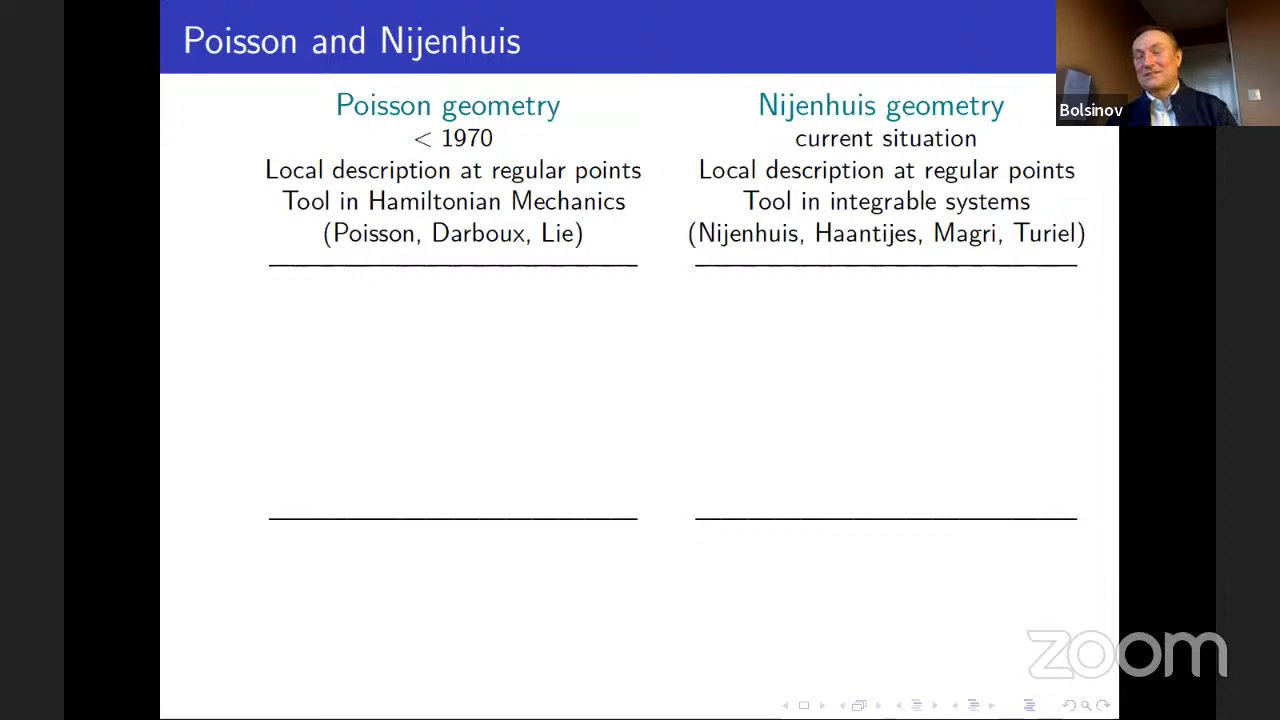 Poisson and Nijenhuis
Poisson geometry
< 1970
Local description at regular points
Tool in Hamiltonian Mechanics
(Poisson, Darboux, Lie)
Nijenhuis geometry
current situation
Local description at regular points
Tool in integrable systems
(Nijenhuis, Haantijes, Magri, Turiel)
Bolsinov
zoom